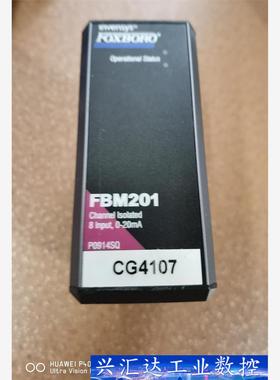 invensys
FOXBORO
Operational Status
FBM201
Channel Isolated
8 Input, 0-20mA
P0914SQ
CG4107
HUAWEI P40
Ultra Vision
兴汇达工业数控